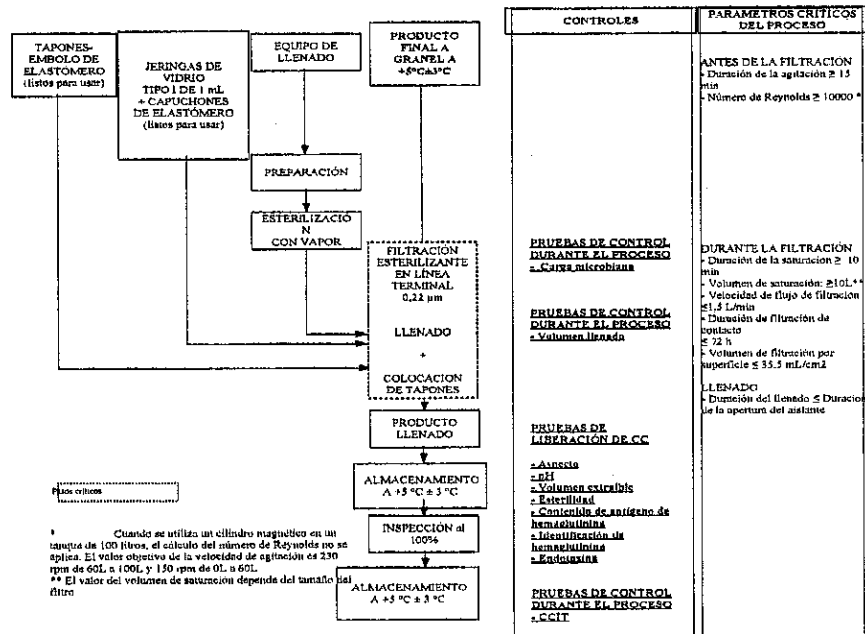 TAPONES-
EMBOLO DE
ELASTÓMERO
(listos para usar)
JERINGAS DE
VIDRIO
TIPO I DE 1 mL
+ CAPUCHONES
DE ELASTÓMERO
(listos para usar)
EQUIPO DE
LLENADO
PRODUCTO
FINAL A
GRANEL A
+5°C±3°C
PREPARACIÓN
ESTERILIZACIÓ
N
CON VAPOR
FILTRACIÓN
ESTERILIZANTE
EN LÍNEA
TERMINAL
0,22 µm
LLENADO
+
COLOCACION
DE TAPONES
PRODUCTO
LLENADO
ALMACENAMIENTO
A +5 °C ± 3 °C
INSPECCIÓN al
100%
ALMACENAMIENTO
A +5 °C ± 3 °C
Pasos críticos
* Cuando se utiliza un cilindro magnético en un
tanque de 100 litros, el cálculo del número de Reynolds no se
aplica. El valor objetivo de la velocidad de agitación es 230
rpm de 60L a 100L y 150 rpm de 0L a 60L
** El valor del volumen de saturación depende del tamaño del
filtro
CONTROLES
PRUEBAS DE CONTROL
DURANTE EL PROCESO
- Carga microbiana
PRUEBAS DE CONTROL
DURANTE EL PROCESO
- Volumen llenado
PRUEBAS DE
LIBERACIÓN DE CC
- Aspecto
- pH
- Volumen extraíble
- Esterilidad
- Contenido de antígeno de
hemaglutinina
- Identificación de
hemaglutinina
- Endotoxina
PRUEBAS DE CONTROL
DURANTE EL PROCESO
- CCIT
PARAMETROS CRÍTICOS
DEL PROCESO
ANTES DE LA FILTRACIÓN
- Duración de la agitación ≥ 15
min
- Número de Reynolds ≥ 10000 *
DURANTE LA FILTRACIÓN
- Duración de la saturación ≥ 10
min
- Volumen de saturación: ≥10L**
- Velocidad de flujo de filtración
≤1,5 L/min
- Duración de filtración de
contacto
≤ 72 h
- Volumen de filtración por
superficie ≤ 35.5 mL/cm2
LLENADO
- Duración del llenado ≤ Duración
de la apertura del aislante